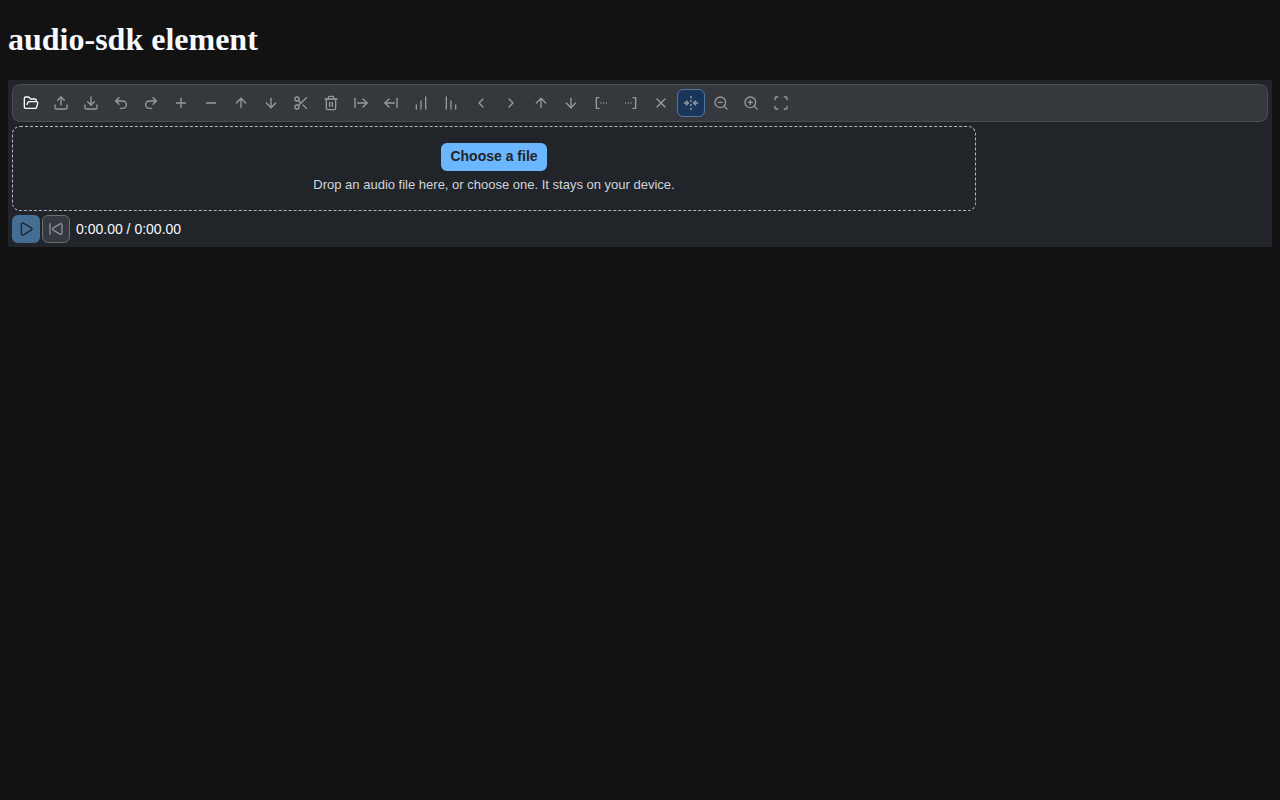 audio-sdk element
Choose a file
Drop an audio file here, or choose one. It stays on your device.
0:00.00 / 0:00.00